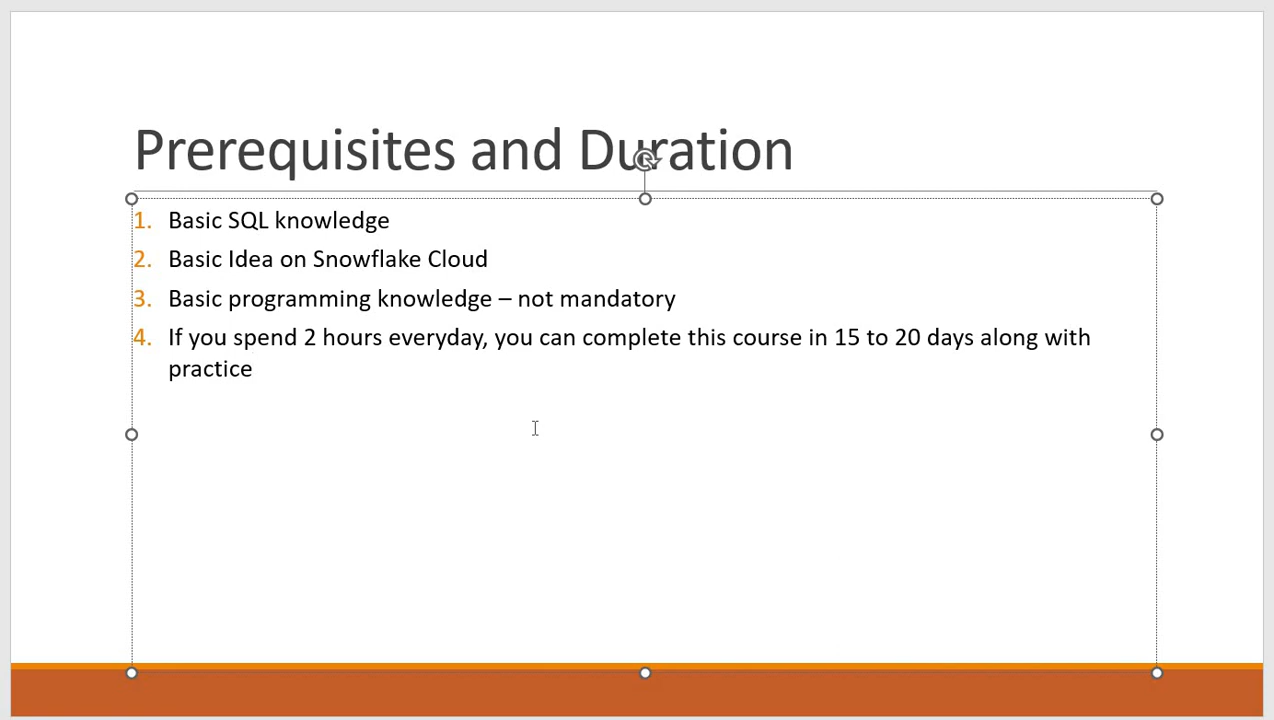 Prerequisites and Duration
1. Basic SQL knowledge
2. Basic Idea on Snowflake Cloud
3. Basic programming knowledge – not mandatory
4. If you spend 2 hours everyday, you can complete this course in 15 to 20 days along with
practice